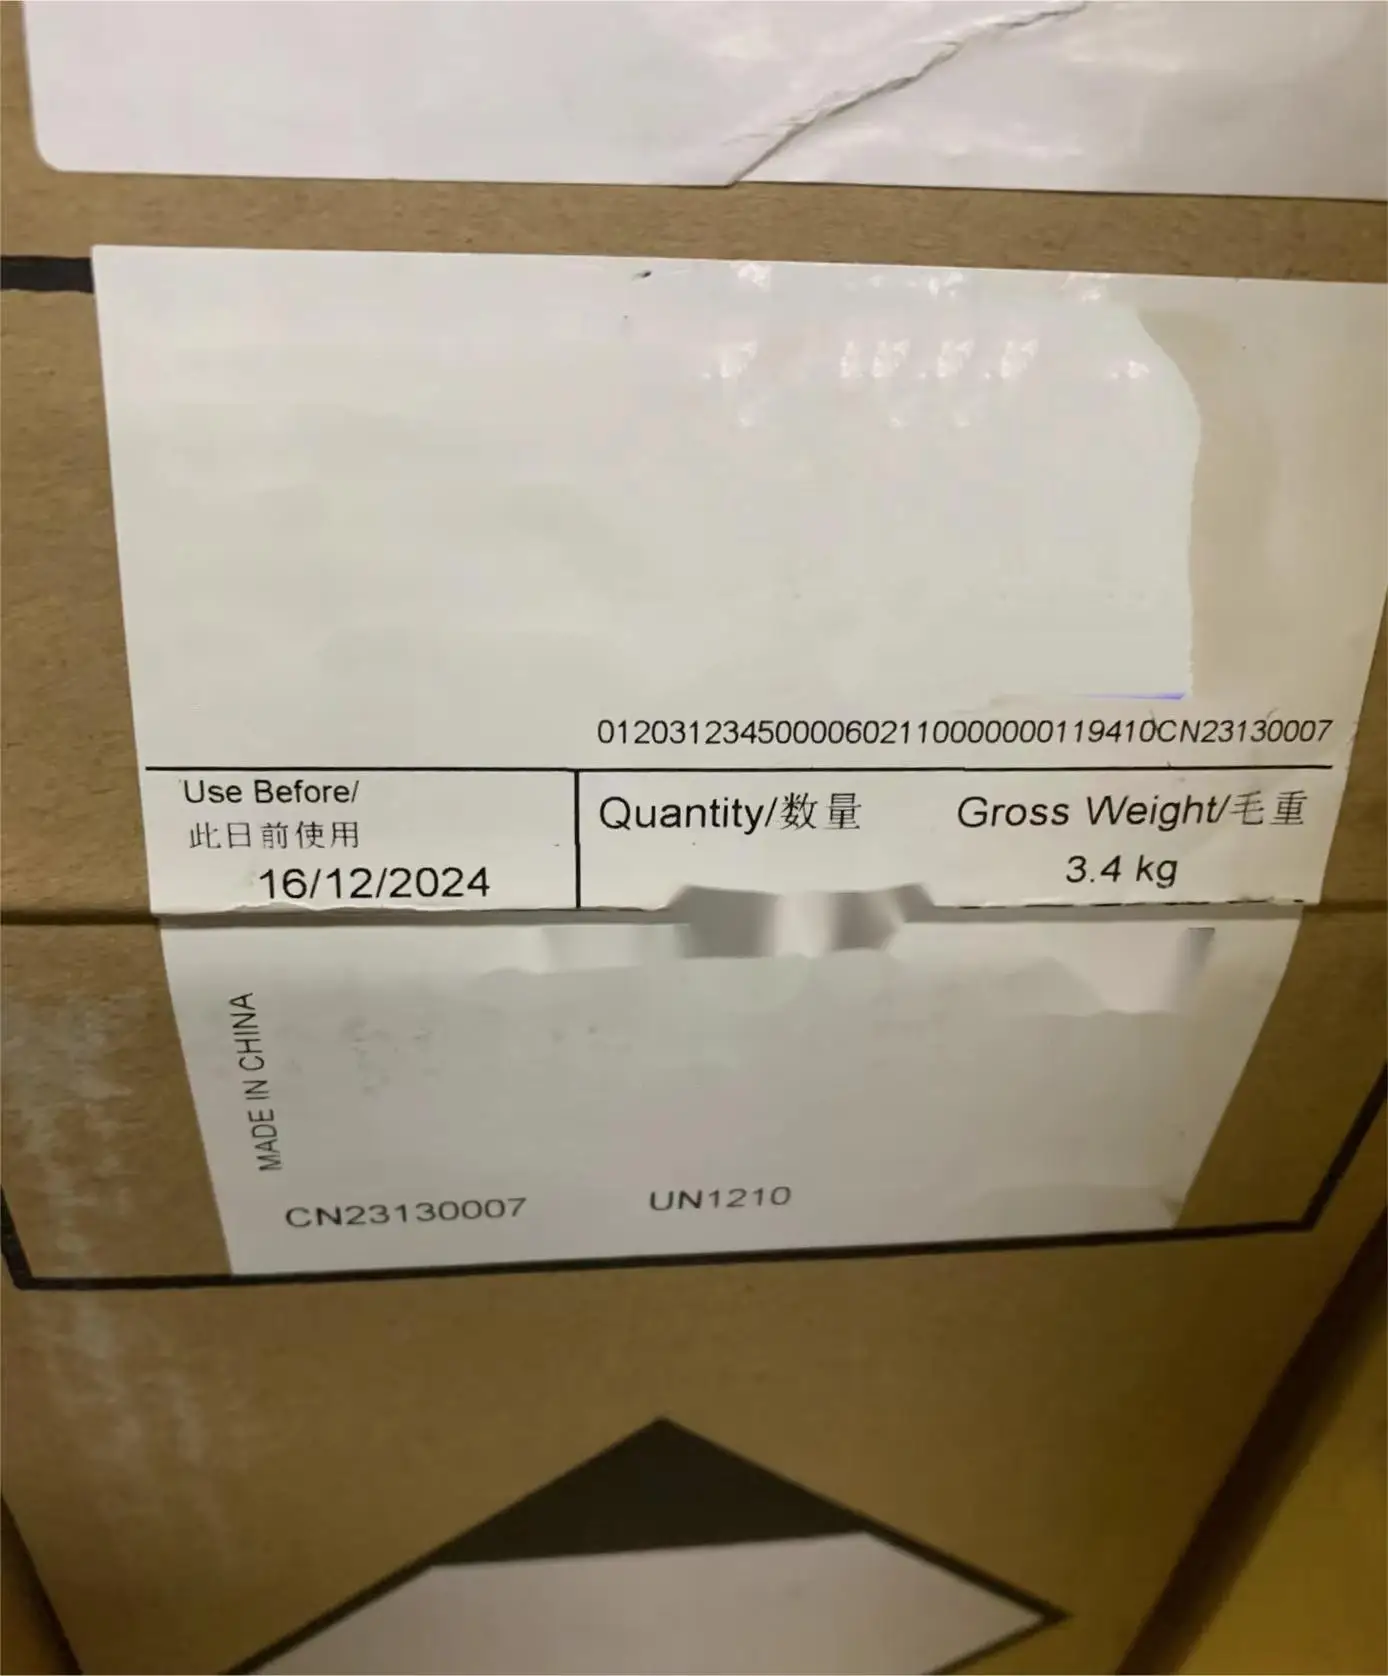 01203123450000602110000000119410CN23130007
Use Before/
此日前使用
16/12/2024
Quantity/数量
Gross Weight/毛重
3.4 kg
MADE IN CHINA
CN23130007
UN1210